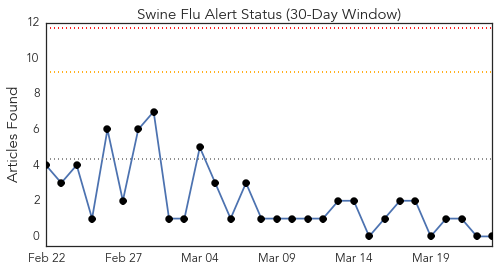 Swine Flu Alert Status (30-Day Window)
Articles Found
12
10
8
6
4
2
0
Feb 22
Feb 27
Mar 04
Mar 09
Mar 14
Mar 19